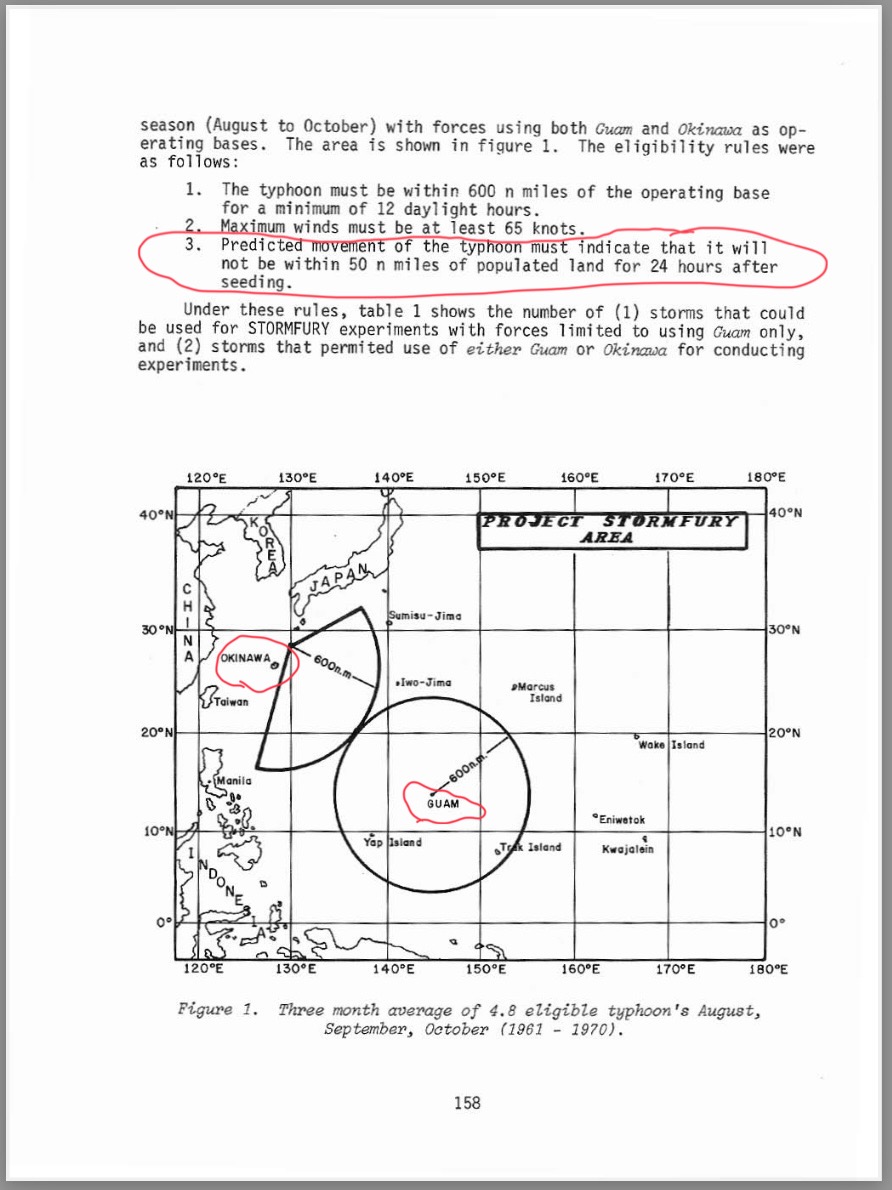 season (August to October) with forces using both Guam and Okinawa as op-
erating bases. The area is shown in figure 1. The eligibility rules were
as follows:
1. The typhoon must be within 600 n miles of the operating base
for a minimum of 12 daylight hours.
2. Maximum winds must be at least 65 knots.
3. Predicted movement of the typhoon must indicate that it will
not be within 50 n miles of populated land for 24 hours after
seeding.
Under these rules, table 1 shows the number of (1) storms that could
be used for STORMFURY experiments with forces limited to using Guam only,
and (2) storms that permited use of either Guam or Okinawa for conducting
experiments.
120°E 130°E 140°E 150°E 160°E 170°E 180°E
40°N 40°N
PROJECT STORMFURY
AREA
KOREA
JAPAN
CHINA
Sumisu-Jima
30°N 30°N
OKINAWA
600n.m.
Iwo-Jima
Marcus
Island
Taiwan
20°N 20°N
Wake Island
Manila
600n.m.
GUAM
Eniwetok
10°N 10°N
Yap Island
Truk Island
Kwajalein
INDONESIA
0° 0°
120°E 130°E 140°E 150°E 160°E 170°E 180°E
Figure 1. Three month average of 4.8 eligible typhoon's August,
September, October (1961 - 1970).
158